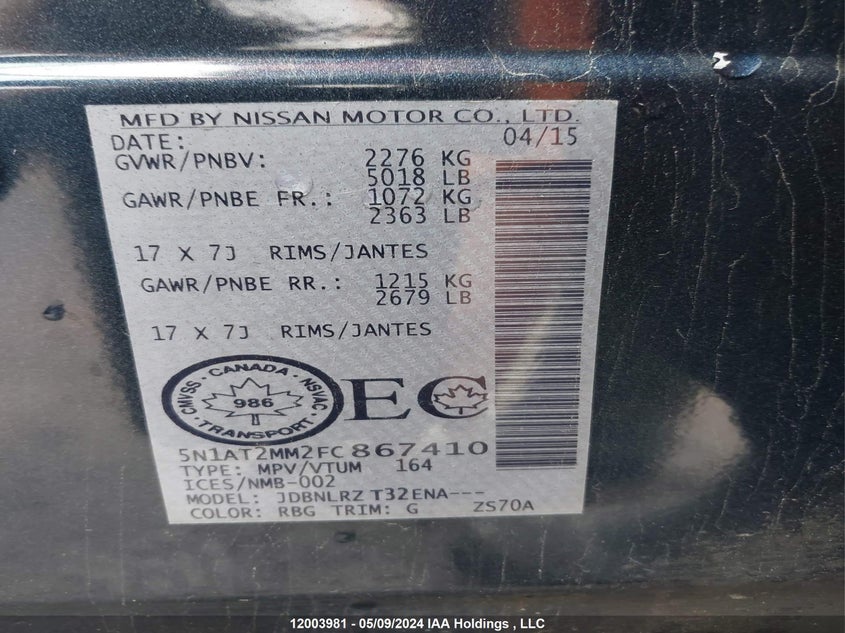 MFD BY NISSAN MOTOR CO., LTD.
DATE: 04/15
GVWR/PNBV: 2276 KG
5018 LB
GAWR/PNBE FR.: 1072 KG
2363 LB
17 X 7J RIMS/JANTES
GAWR/PNBE RR.: 1215 KG
2679 LB
17 X 7J RIMS/JANTES
CMVSS · CANADA · NSVAC
986
TRANSPORT
EC
5N1AT2MM2FC867410
TYPE: MPV/VTUM 164
ICES/NMB-002
MODEL: JDBNLRZ T32ENA---
COLOR: RBG TRIM: G ZS70A
12003981 - 05/09/2024 IAA Holdings , LLC